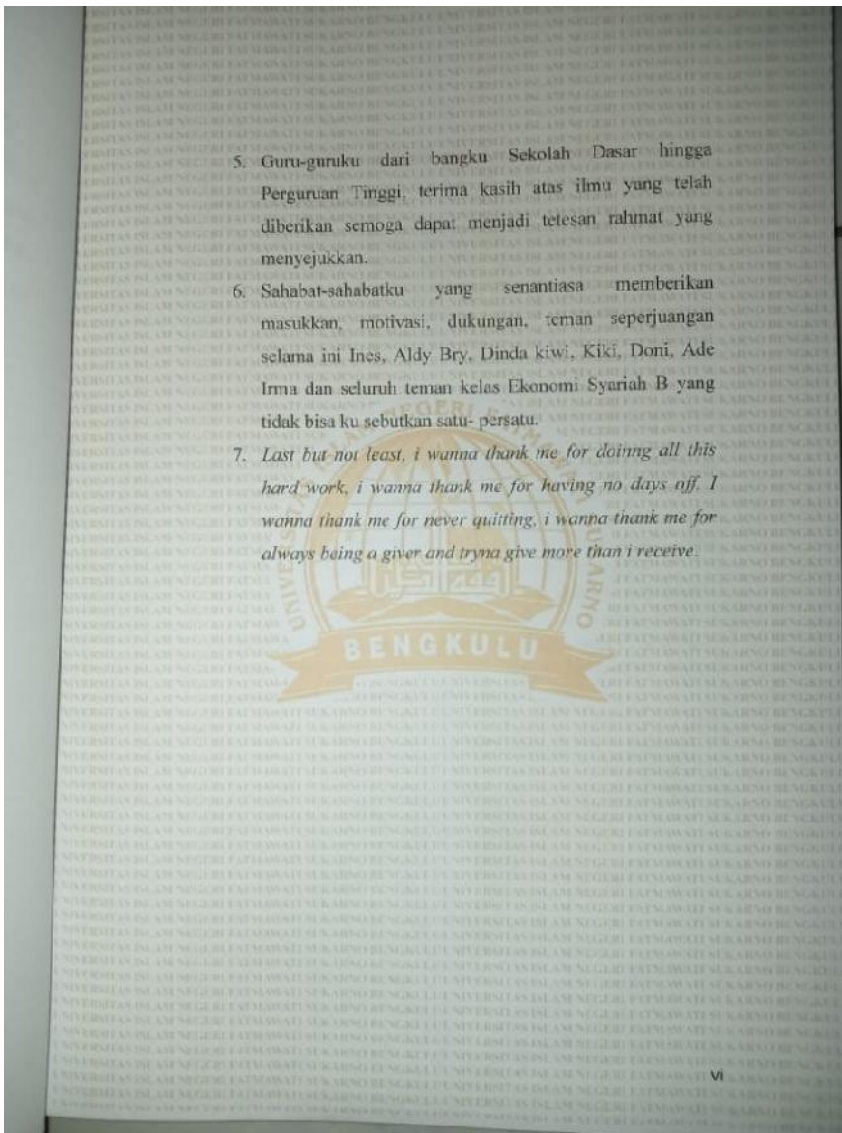 5. Guru-guruku dari bangku Sekolah Dasar hingga
Perguruan Tinggi, terima kasih atas ilmu yang telah
diberikan semoga dapat menjadi tetesan rahmat yang
menyejukkan.
6. Sahabat-sahabatku yang senantiasa memberikan
masukkan, motivasi, dukungan, teman seperjuangan
selama ini Ines, Aldy Bry, Dinda kiwi, Kiki, Doni, Ade
Irma dan seluruh teman kelas Ekonomi Syariah B yang
tidak bisa ku sebutkan satu- persatu.
7. Last but not least, i wanna thank me for doinng all this
hard work, i wanna thank me for having no days off. I
wanna thank me for never quitting, i wanna thank me for
always being a giver and tryna give more than i receive.
BENGKULU
vi